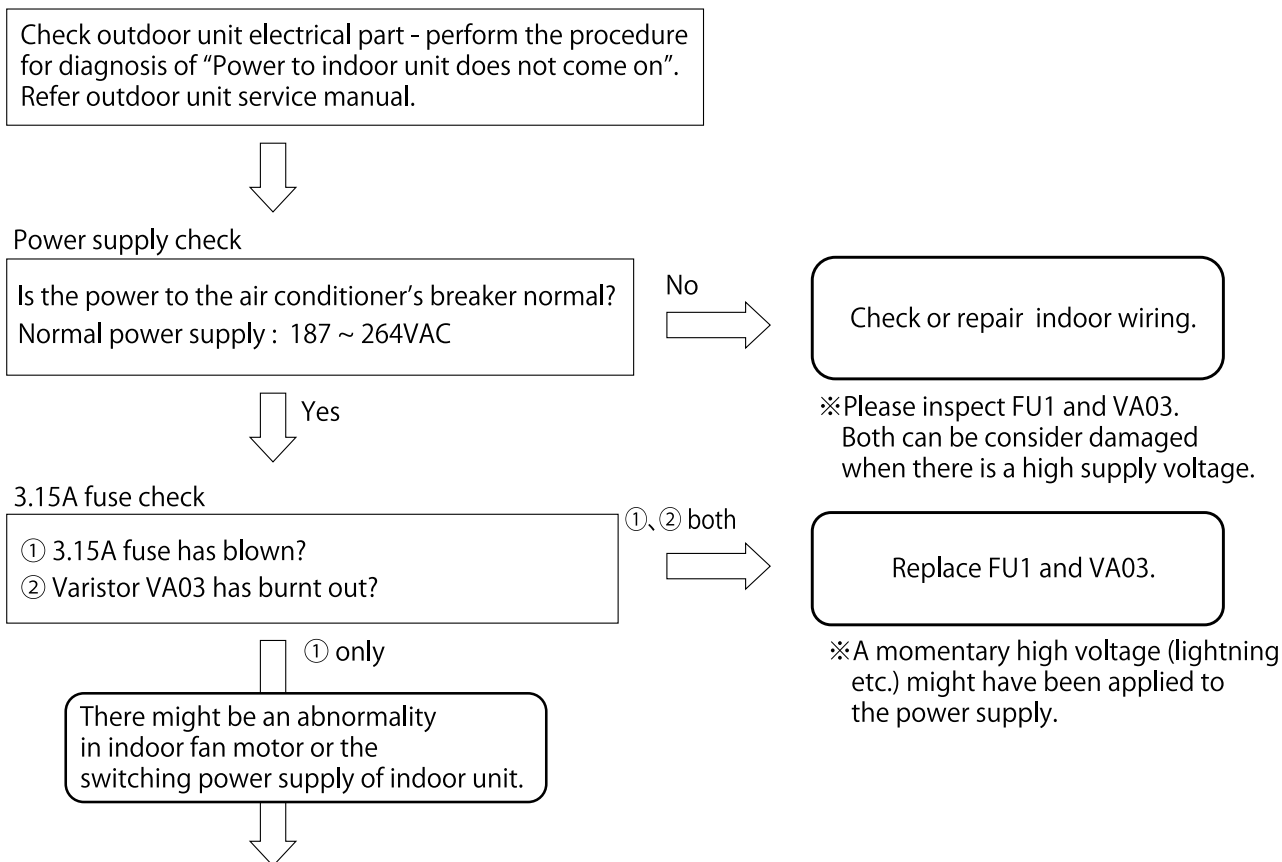 Check outdoor unit electrical part - perform the procedure
for diagnosis of “Power to indoor unit does not come on”.
Refer outdoor unit service manual.
Power supply check
Is the power to the air conditioner’s breaker normal?
Normal power supply : 187 ~ 264VAC
No
Check or repair indoor wiring.
※Please inspect FU1 and VA03.
Both can be consider damaged
when there is a high supply voltage.
Yes
3.15A fuse check
① 3.15A fuse has blown?
② Varistor VA03 has burnt out?
①、② both
Replace FU1 and VA03.
※A momentary high voltage (lightning
etc.) might have been applied to
the power supply.
① only
There might be an abnormality
in indoor fan motor or the
switching power supply of indoor unit.